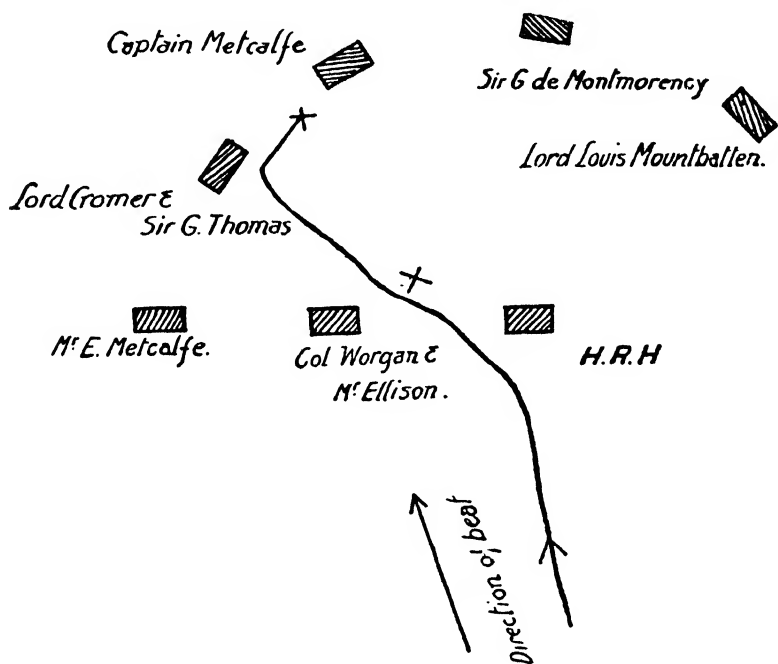 Captain Metcalfe
Sir G de Montmorency
Lord Louis Mountbatten.
Lord Cromer &
Sir G. Thomas
Mr E. Metcalfe.
Col Worgan &
Mr Ellison.
H.R.H
Direction of beat